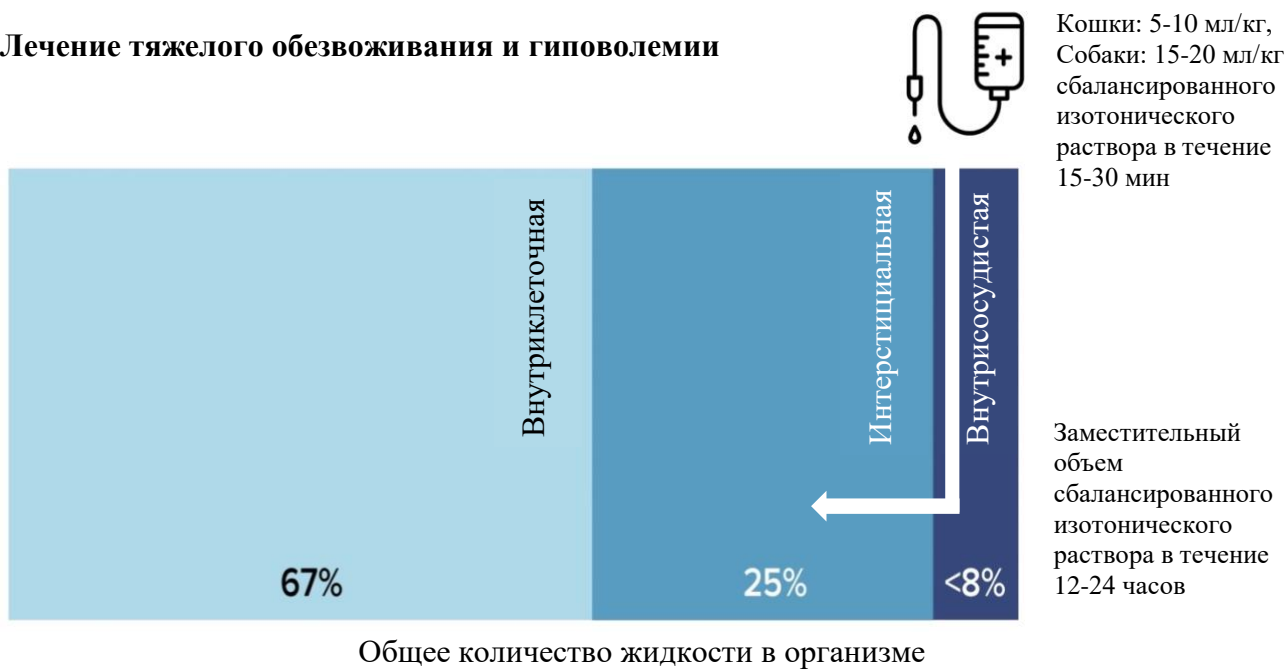 Лечение тяжелого обезвоживания и гиповолемии
Кошки: 5-10 мл/кг,
Собаки: 15-20 мл/кг
сбалансированного
изотонического
раствора в течение
15-30 мин
Внутриклеточная
Интерстициальная
Внутрисосудистая
Заместительный
объем
сбалансированного
изотонического
раствора в течение
12-24 часов
67%
25%
<8%
Общее количество жидкости в организме